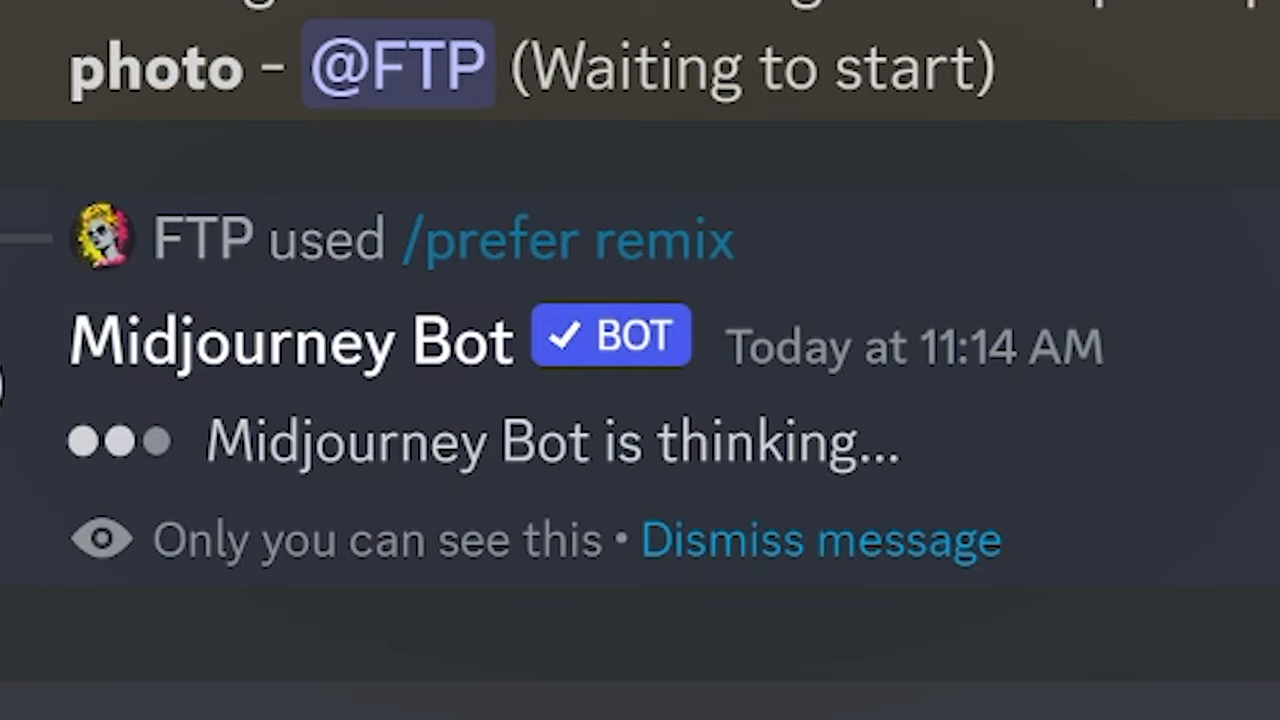 photo - @FTP (Waiting to start)
FTP used /prefer remix
Midjourney Bot ✓ BOT Today at 11:14 AM
Midjourney Bot is thinking...
Only you can see this • Dismiss message